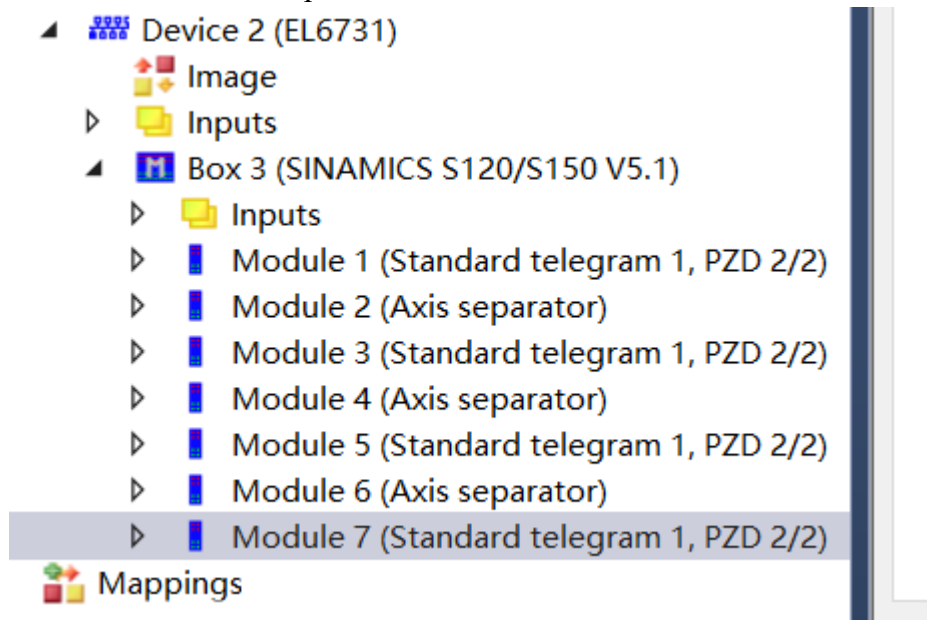 Device 2 (EL6731)
Image
Inputs
Box 3 (SINAMICS S120/S150 V5.1)
Inputs
Module 1 (Standard telegram 1, PZD 2/2)
Module 2 (Axis separator)
Module 3 (Standard telegram 1, PZD 2/2)
Module 4 (Axis separator)
Module 5 (Standard telegram 1, PZD 2/2)
Module 6 (Axis separator)
Module 7 (Standard telegram 1, PZD 2/2)
Mappings